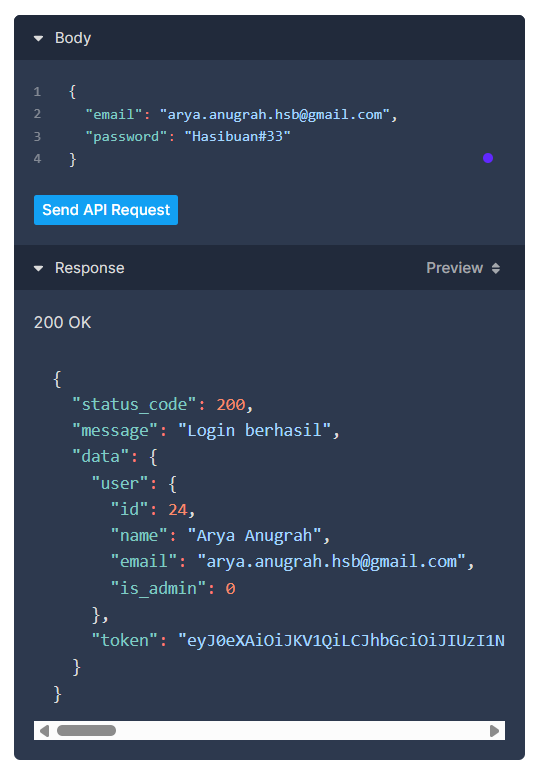 Body
1 {
2 "email": "arya.anugrah.hsb@gmail.com",
3 "password": "Hasibuan#33"
4 }
Send API Request
Response Preview
200 OK
{
"status_code": 200,
"message": "Login berhasil",
"data": {
"user": {
"id": 24,
"name": "Arya Anugrah",
"email": "arya.anugrah.hsb@gmail.com",
"is_admin": 0
},
"token": "eyJ0eXAiOiJKV1QiLCJhbGciOiJIUzI1N
}
}